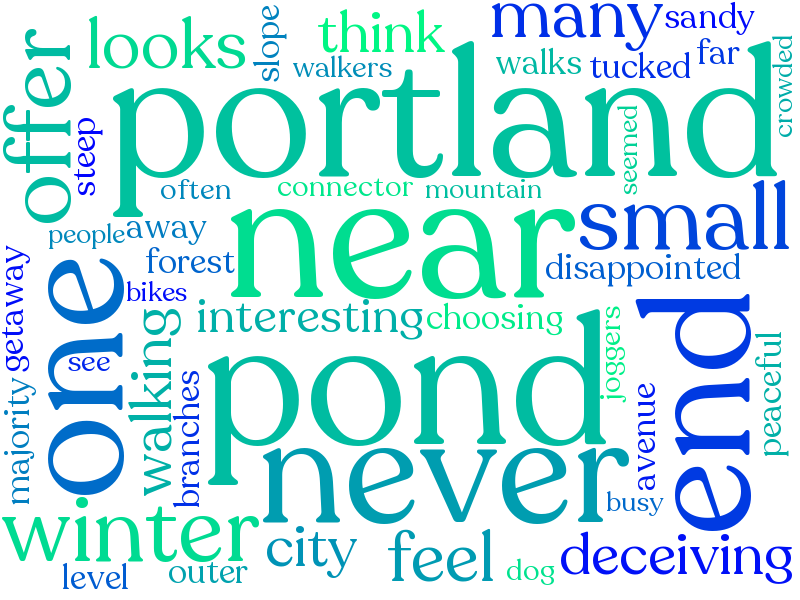 many
sandy
looks
think
slope
walkers
walks
tucked
far
crowded
offer
portland
steep
seemed
often
connector
mountain
people
away
near
small
forest
disappointed
getaway
bikes
one
interesting
choosing
end
see
walking
pond
joggers
peaceful
majority
branches
avenue
never
busy
winter
city
feel
deceiving
level
outer
dog